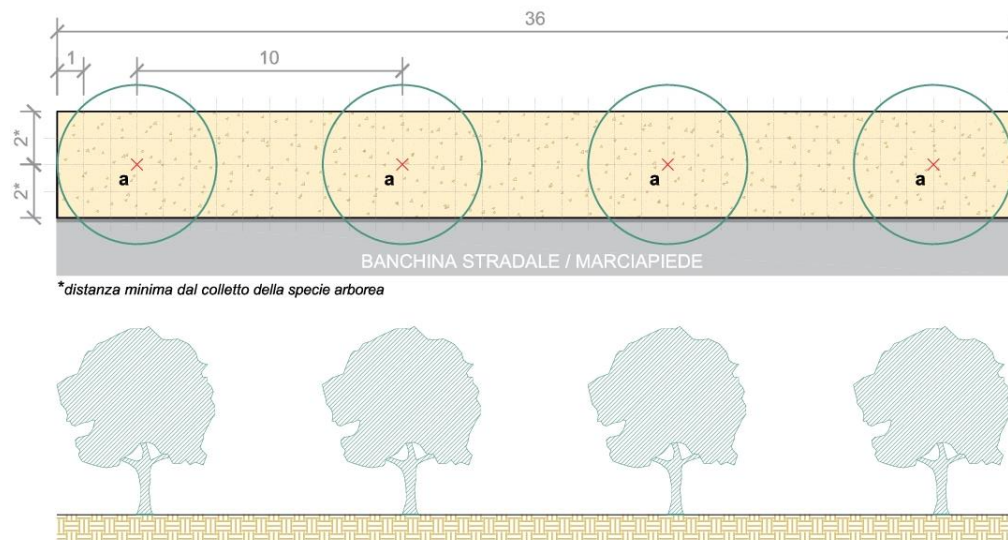 36
1
10
2*
2*
a a a a
BANCHINA STRADALE / MARCIAPIEDE
*distanza minima dal colletto della specie arborea